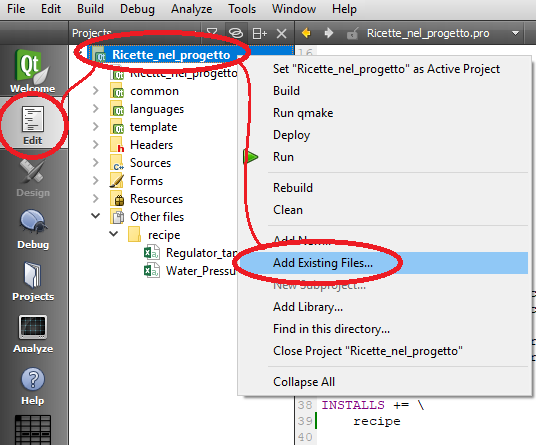 File Edit Build Debug Analyze Tools Window Help
Projects
Ricette_nel_progetto.pro
Qt
Welcome
Edit
Design
Debug
Projects
Analyze
Help
Ricette_nel_progetto
Ricette_nel_progetto
common
languages
template
Headers
Sources
Forms
Resources
Other files
recipe
Regulator_tar
Water_Pressu
Set "Ricette_nel_progetto" as Active Project
Build
Run qmake
Deploy
Run
Rebuild
Clean
Add New...
Add Existing Files...
New Subproject...
Add Library...
Find in this directory...
Close Project "Ricette_nel_progetto"
Collapse All
16
38 INSTALLS += \
39 recipe
40